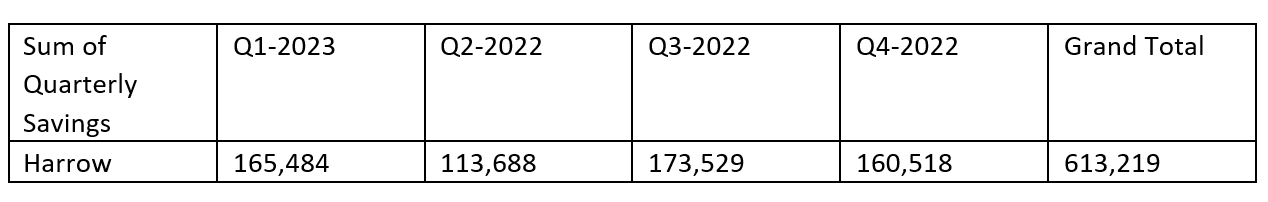 Sum of Q1-2023 Q2-2022 Q3-2022 Q4-2022 Grand Total
Quarterly
Savings
Harrow 165,484 113,688 173,529 160,518 613,219